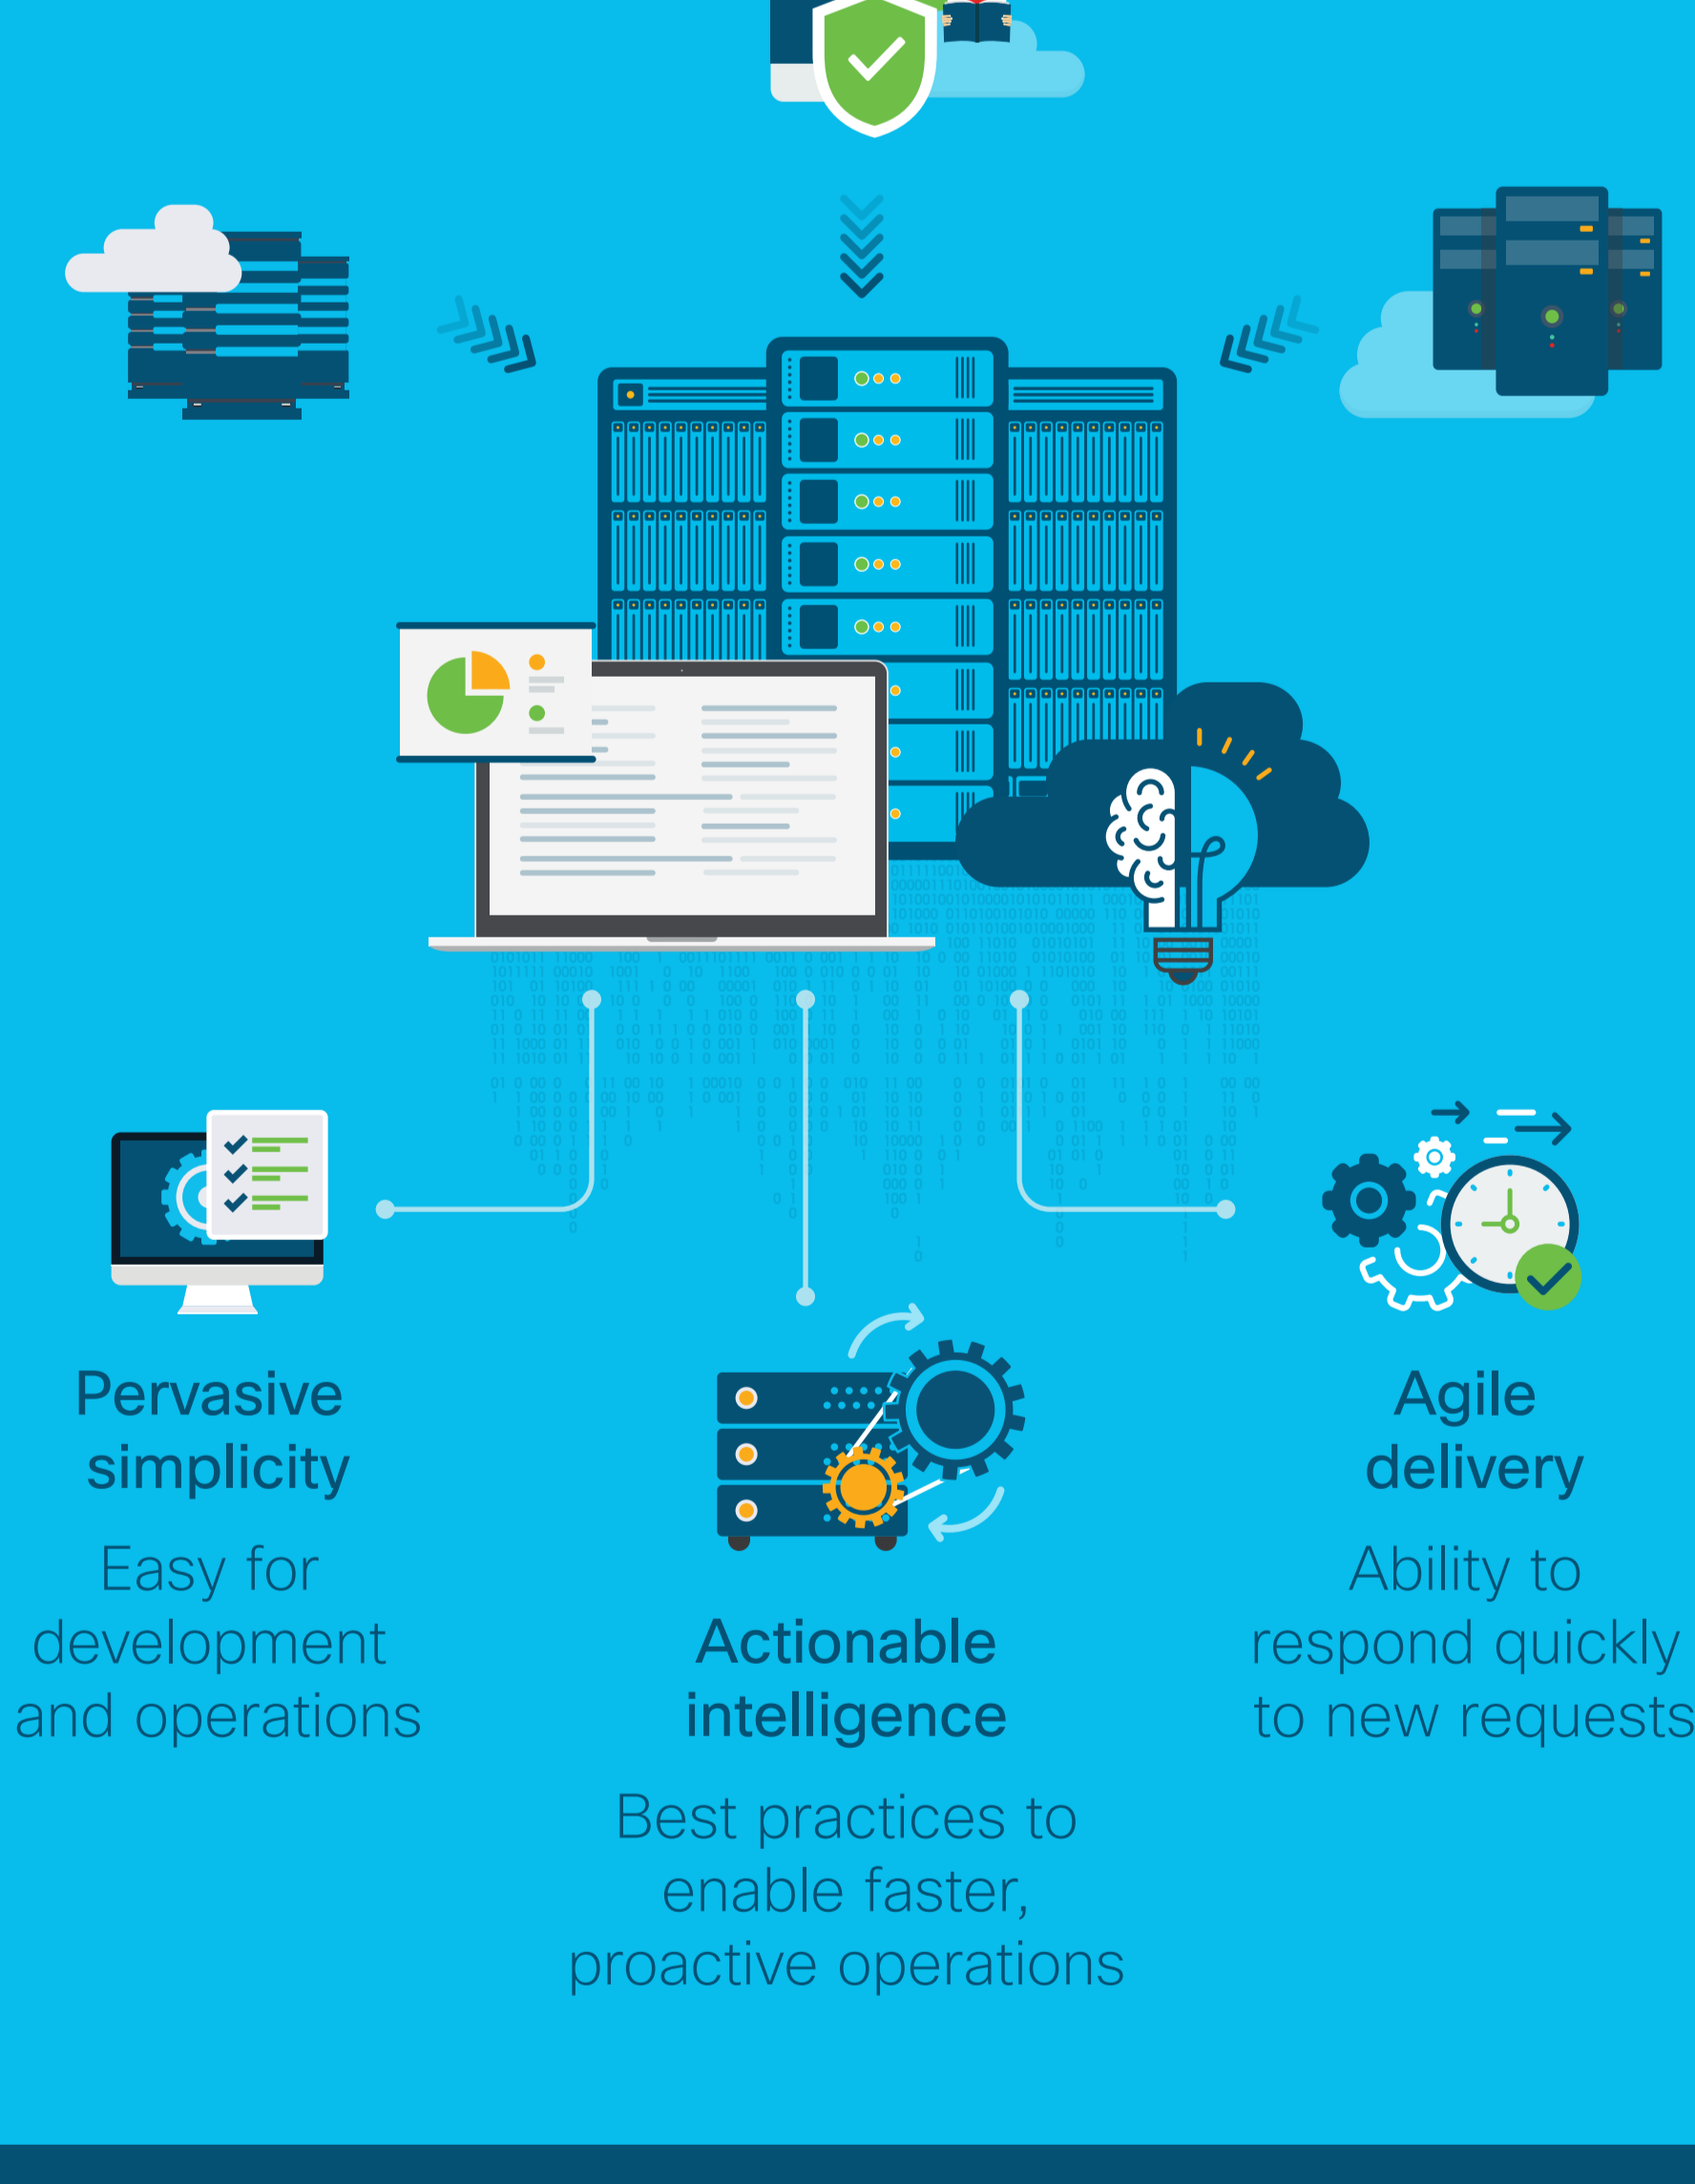 Pervasive
simplicity
Easy for
development
and operations
Actionable
intelligence
Best practices to
enable faster,
proactive operations
Agile
delivery
Ability to
respond quickly
to new requests